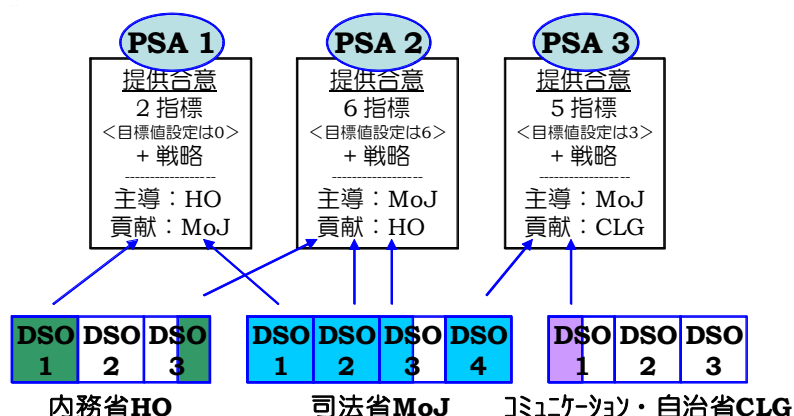 PSA 1
提供合意
2 指標
<目標値設定は0>
+ 戦略
------------------
主導：HO
貢献：MoJ
PSA 2
提供合意
6 指標
<目標値設定は6>
+ 戦略
------------------
主導：MoJ
貢献：HO
PSA 3
提供合意
5 指標
<目標値設定は3>
+ 戦略
------------------
主導：MoJ
貢献：CLG
DSO
1
DSO
2
DSO
3
内務省HO
DSO
1
DSO
2
DSO
3
DSO
4
司法省MoJ
DSO
1
DSO
2
DSO
3
ｺﾐｭﾆｹｰｼｮﾝ・自治省CLG